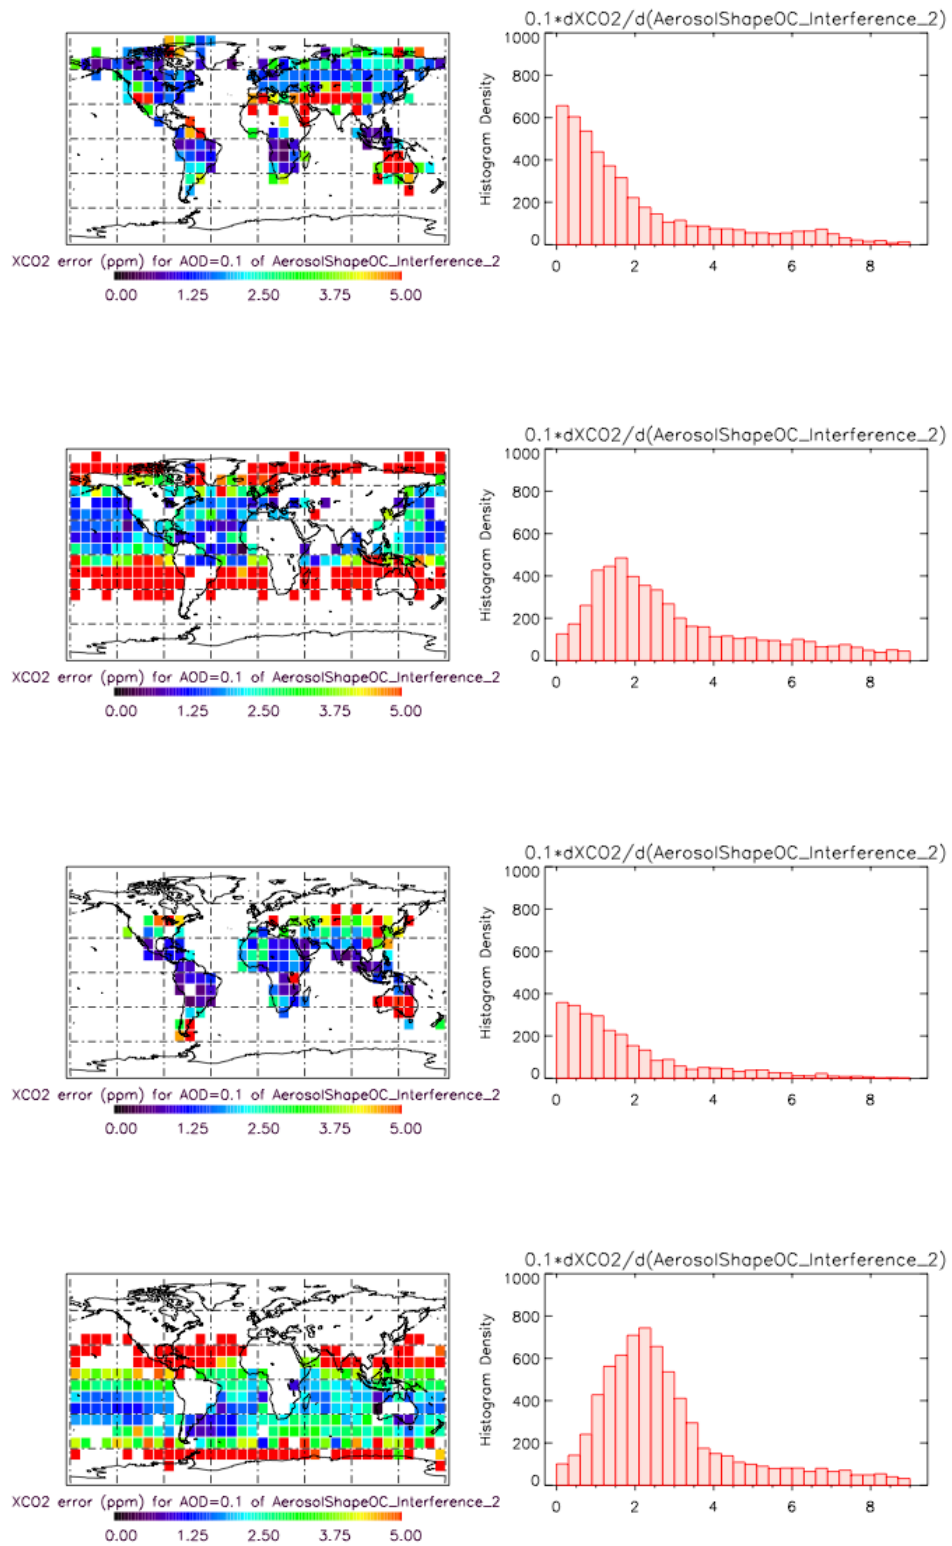 0.1*dXCO2/d(AerosolShapeOC_Interference_2)
1000
800
600
400
200
0
Histogram Density
0 2 4 6 8
XCO2 error (ppm) for AOD=0.1 of AerosolShapeOC_Interference_2
0.00 1.25 2.50 3.75 5.00
0.1*dXCO2/d(AerosolShapeOC_Interference_2)
1000
800
600
400
200
0
Histogram Density
0 2 4 6 8
XCO2 error (ppm) for AOD=0.1 of AerosolShapeOC_Interference_2
0.00 1.25 2.50 3.75 5.00
0.1*dXCO2/d(AerosolShapeOC_Interference_2)
1000
800
600
400
200
0
Histogram Density
0 2 4 6 8
XCO2 error (ppm) for AOD=0.1 of AerosolShapeOC_Interference_2
0.00 1.25 2.50 3.75 5.00
0.1*dXCO2/d(AerosolShapeOC_Interference_2)
1000
800
600
400
200
0
Histogram Density
0 2 4 6 8
XCO2 error (ppm) for AOD=0.1 of AerosolShapeOC_Interference_2
0.00 1.25 2.50 3.75 5.00